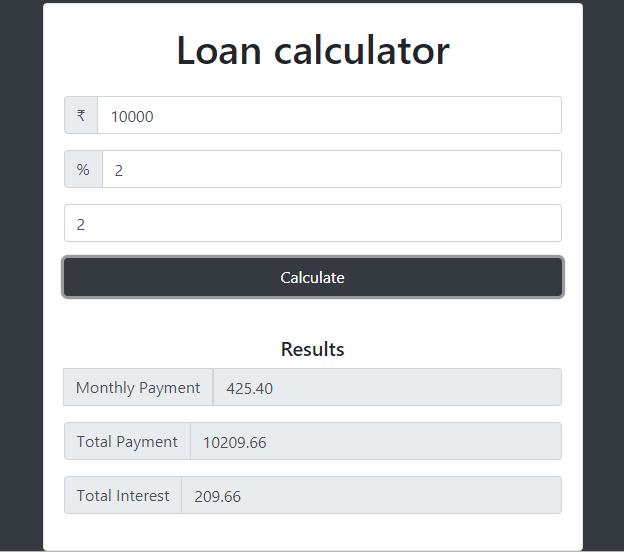 Loan calculator
₹ 10000
% 2
2
Calculate
Results
Monthly Payment 425.40
Total Payment 10209.66
Total Interest 209.66